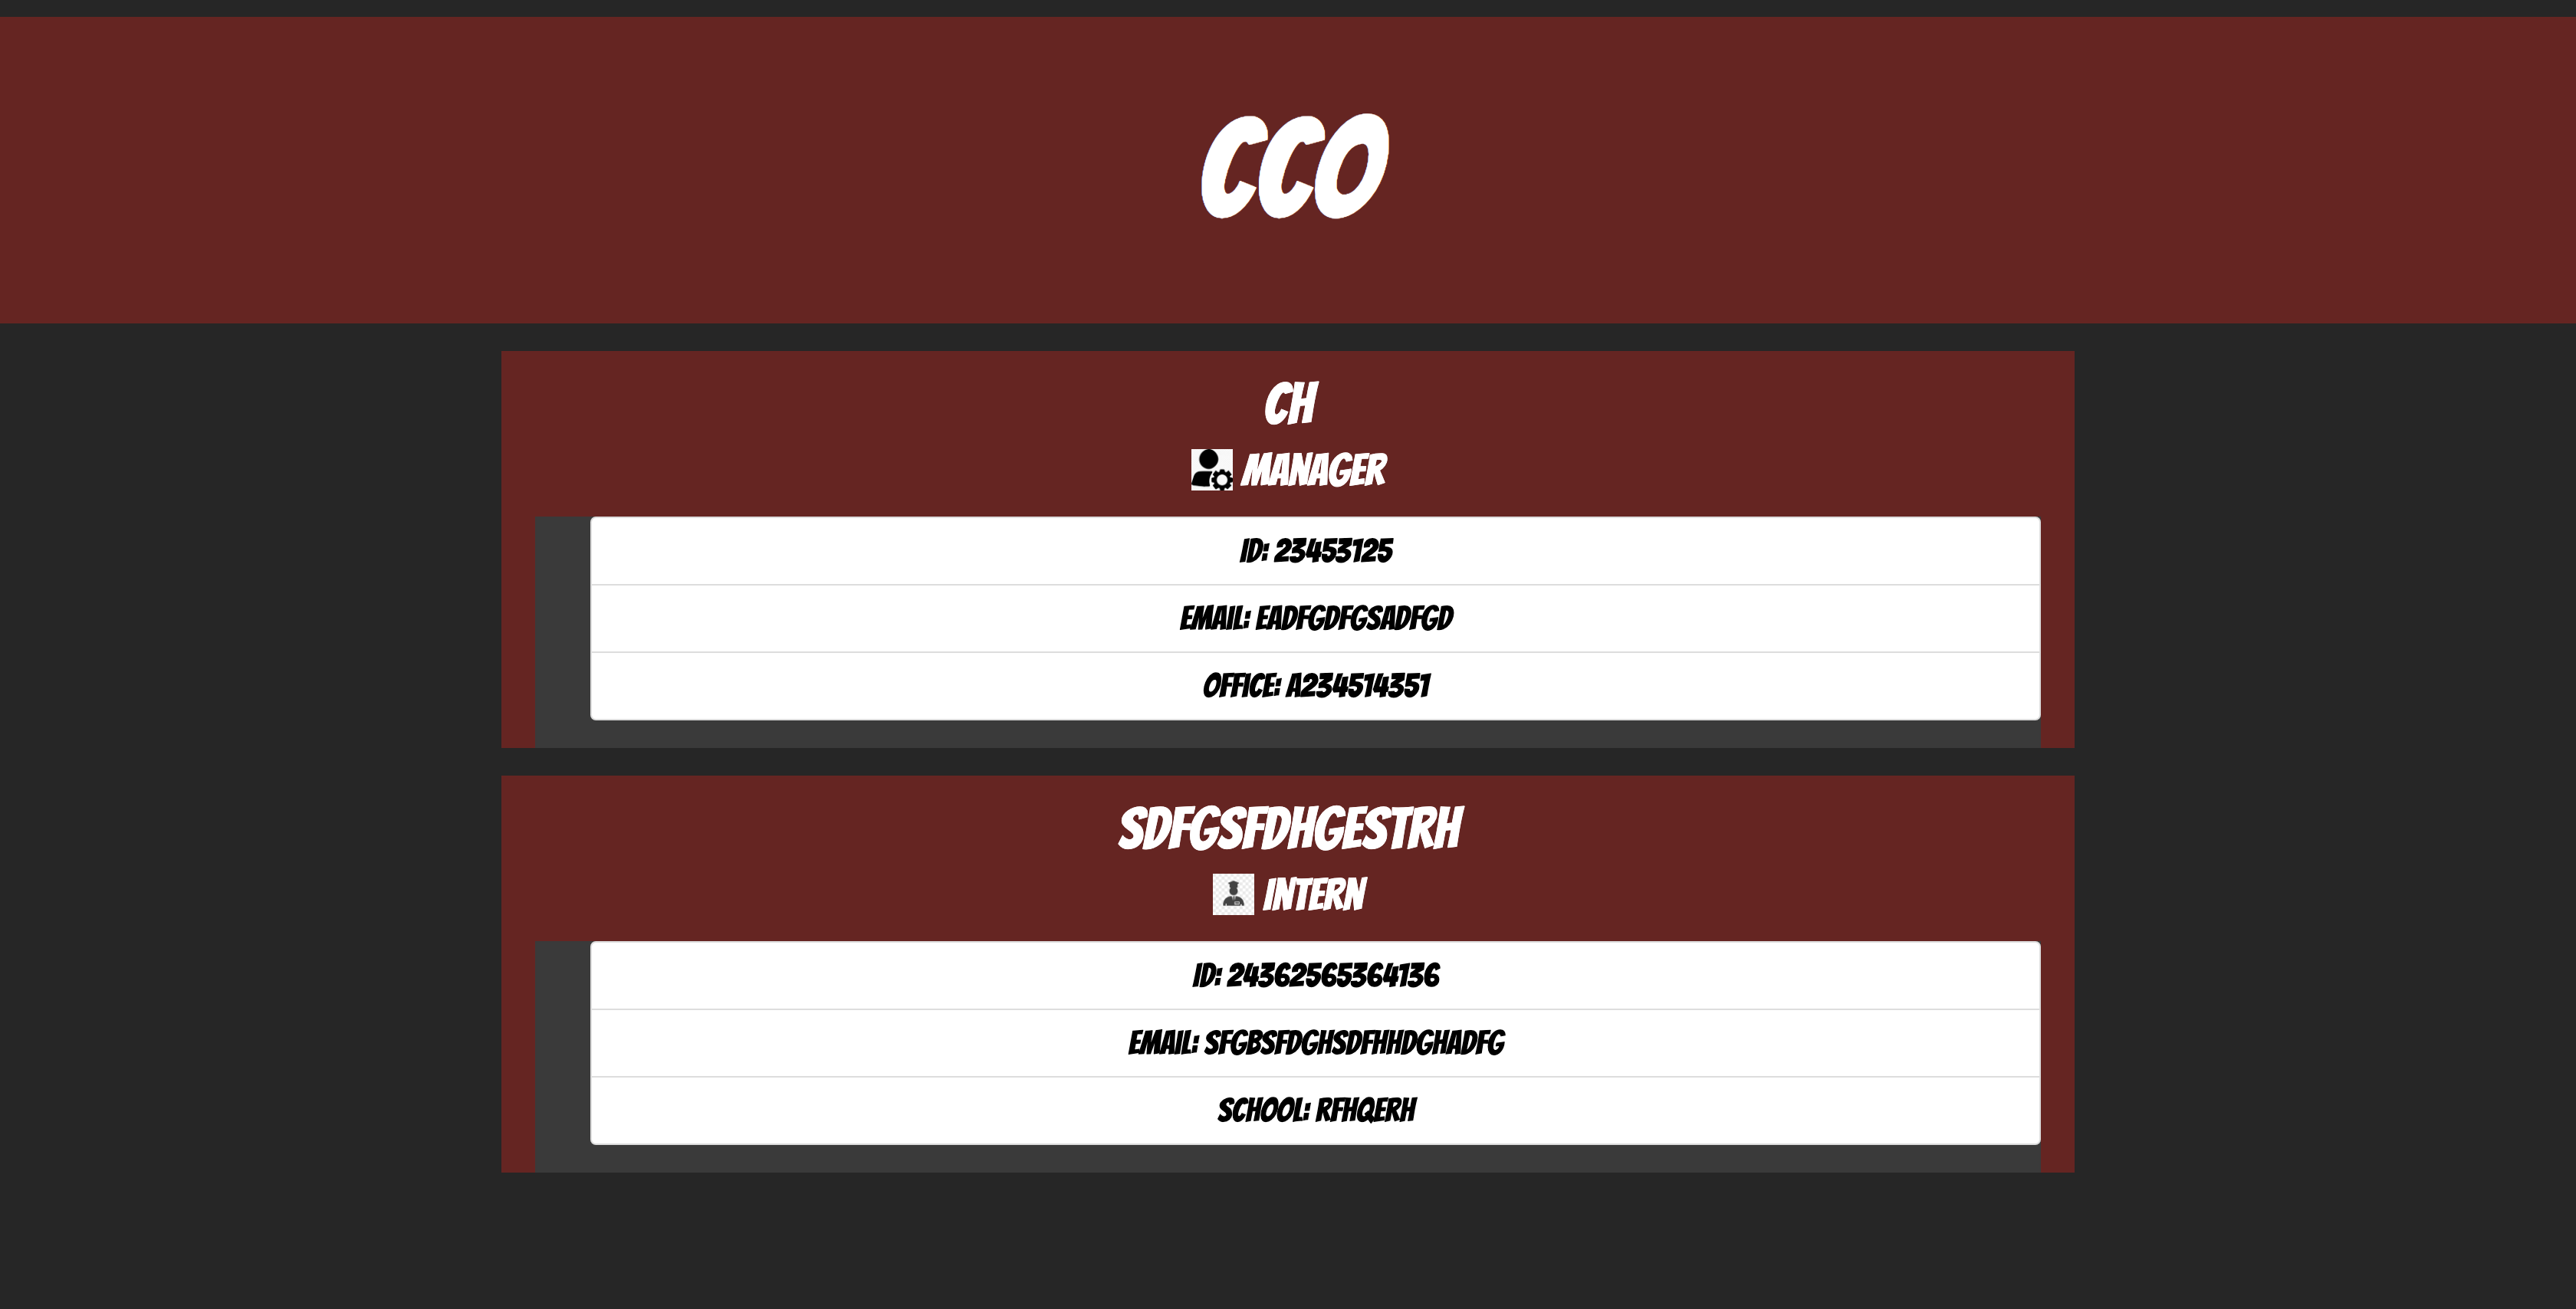 CCO
CH
MANAGER
ID: 23453125
EMAIL: EADFGDFGSADFGD
OFFICE: A234514351
SDFGSFDHGESTRH
INTERN
ID: 24362565364136
EMAIL: SFGBSFDGHSDFHHDGHADFG
SCHOOL: RFHQERH